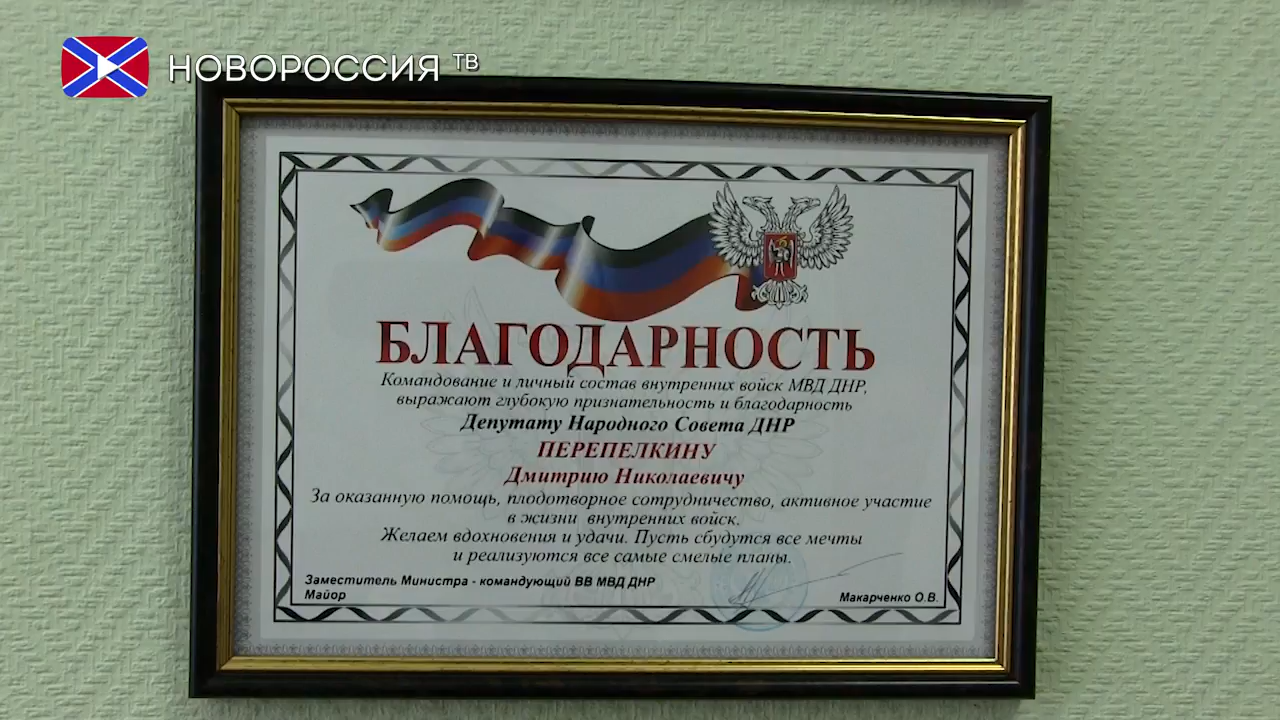 НОВОРОССИЯ ТВ
БЛАГОДАРНОСТЬ
Командование и личный состав внутренних войск МВД ДНР,
выражают глубокую признательность и благодарность
Депутату Народного Совета ДНР
ПЕРЕПЕЛКИНУ
Дмитрию Николаевичу
За оказанную помощь, плодотворное сотрудничество, активное участие
в жизни внутренних войск.
Желаем вдохновения и удачи. Пусть сбудутся все мечты
и реализуются все самые смелые планы.
Заместитель Министра - командующий ВВ МВД ДНР
Майор Макарченко О.В.